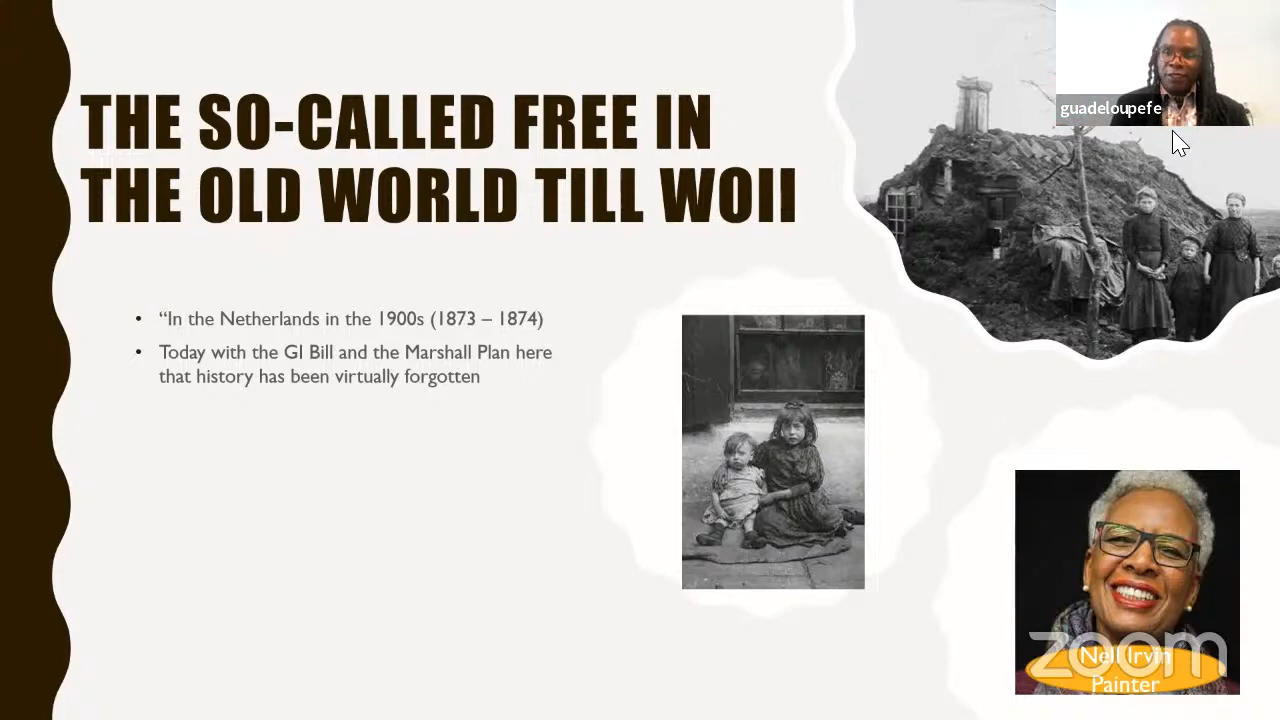 THE SO-CALLED FREE IN
THE OLD WORLD TILL WOII
guadeloupefe
• “In the Netherlands in the 1900s (1873 – 1874)
• Today with the GI Bill and the Marshall Plan here
that history has been virtually forgotten
zoom
Nell Irvin
Painter